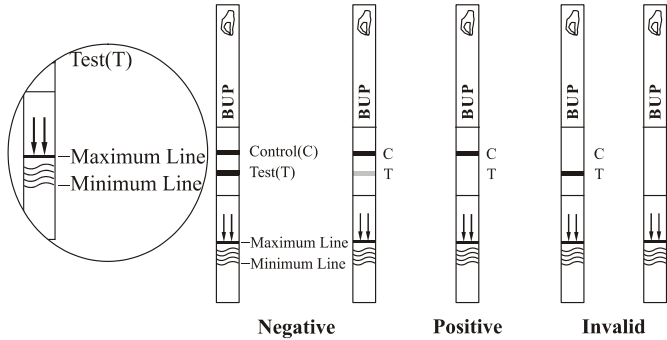 Test(T)
Maximum Line
Minimum Line
BUP
Control(C)
Test(T)
Maximum Line
Minimum Line
BUP
C
T
BUP
C
T
BUP
C
T
BUP
Negative
Positive
Invalid